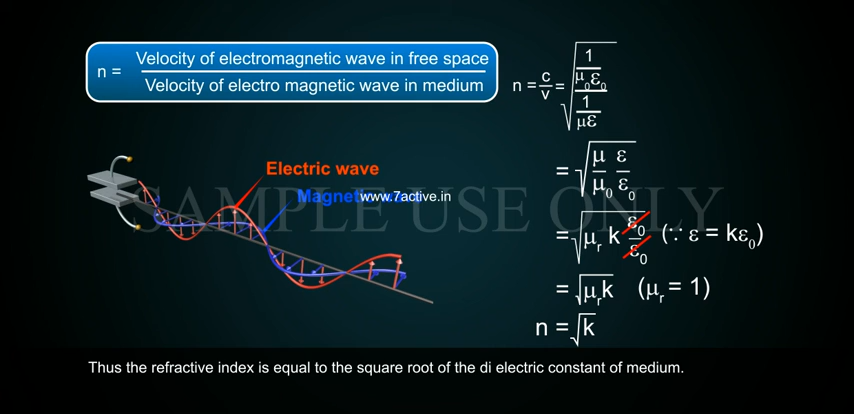 n = Velocity of electromagnetic wave in free space
Velocity of electro magnetic wave in medium
n = c/v = √((1/μ₀ε₀)/(1/με))
= √(μ/μ₀ ε/ε₀)
= √(μᵣ k ε₀/ε₀) (∵ ε = kε₀)
= √(μᵣk) (μᵣ = 1)
n = √k
Electric wave
www.7active.in
SAMPLE USE ONLY
Thus the refractive index is equal to the square root of the di electric constant of medium.